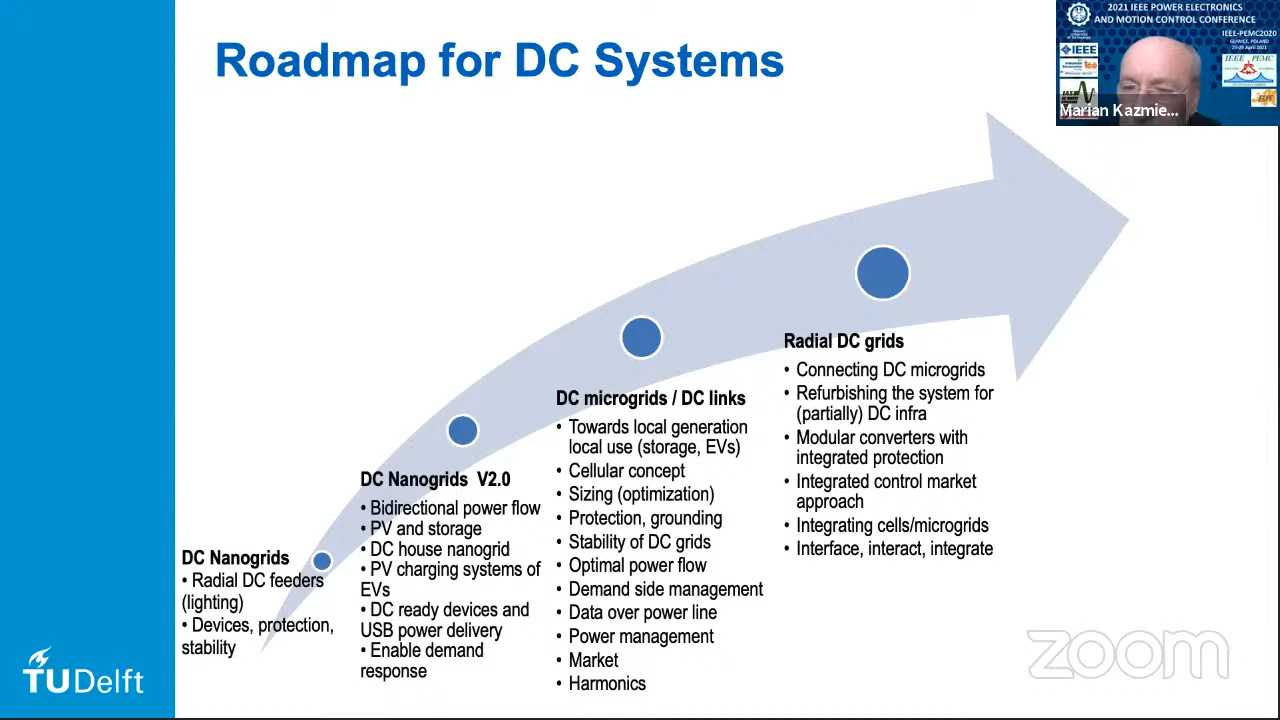 Roadmap for DC Systems
2021 IEEE POWER ELECTRONICS
AND MOTION CONTROL CONFERENCE
IEEE-PEMC2020
GLIWICE, POLAND
25-29 April 2021
IEEE
IEEE PEMC
Marian Kazmie...
Radial DC grids
• Connecting DC microgrids
• Refurbishing the system for
(partially) DC infra
• Modular converters with
integrated protection
• Integrated control market
approach
• Integrating cells/microgrids
• Interface, interact, integrate
DC microgrids / DC links
• Towards local generation
local use (storage, EVs)
• Cellular concept
• Sizing (optimization)
• Protection, grounding
• Stability of DC grids
• Optimal power flow
• Demand side management
• Data over power line
• Power management
• Market
• Harmonics
DC Nanogrids V2.0
• Bidirectional power flow
• PV and storage
• DC house nanogrid
• PV charging systems of
EVs
• DC ready devices and
USB power delivery
• Enable demand
response
DC Nanogrids
• Radial DC feeders
(lighting)
• Devices, protection,
stability
TUDelft
zoom